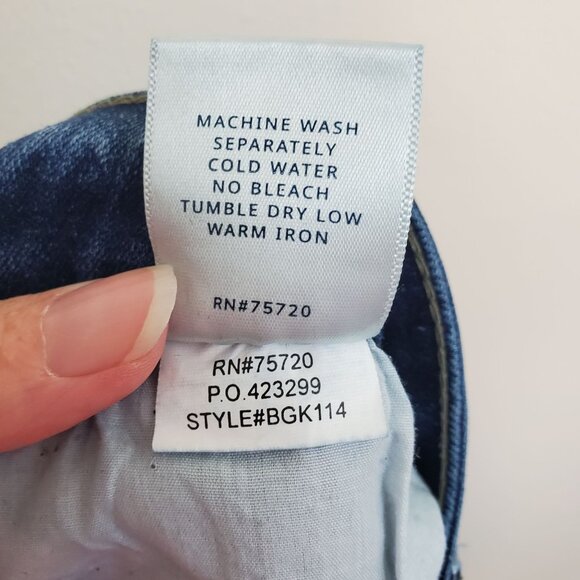 MACHINE WASH
SEPARATELY
COLD WATER
NO BLEACH
TUMBLE DRY LOW
WARM IRON
RN#75720
RN#75720
P.O.423299
STYLE#BGK114